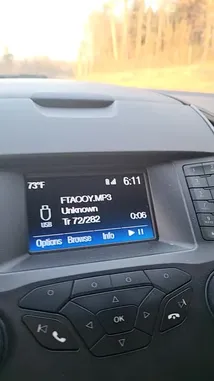 73°F 6:11
FTAOOY.MP3
Unknown
USB
Tr 72/282 0:06
Options Browse Info
OK